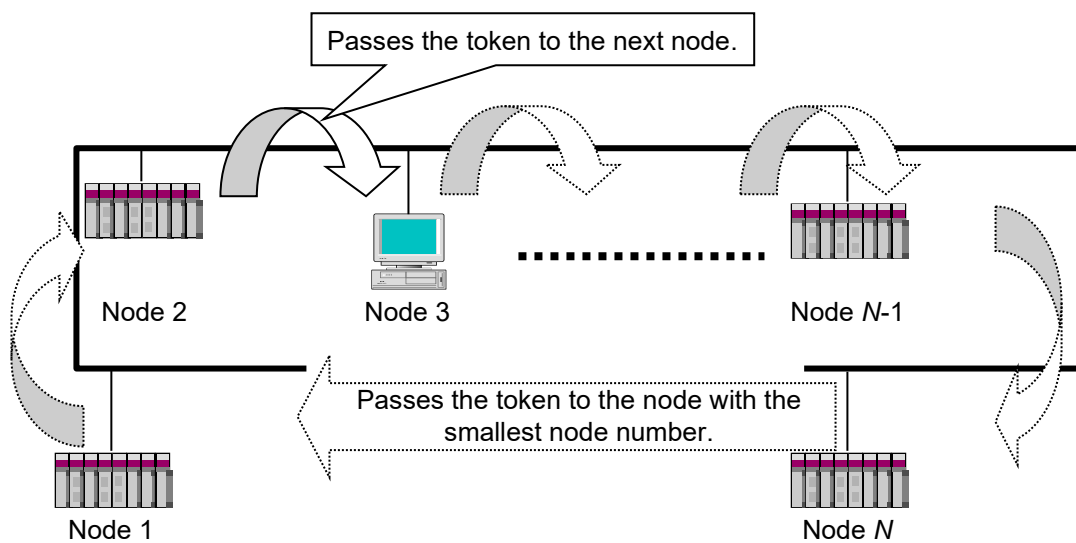 Passes the token to the next node.
Node 2
Node 3
Node N-1
Passes the token to the node with the
smallest node number.
Node 1
Node N